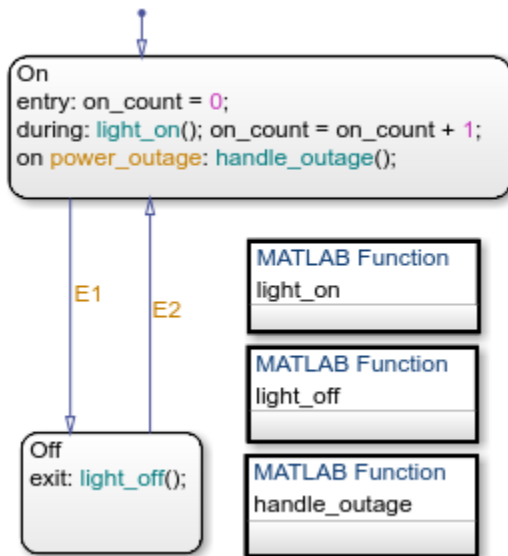 On
entry: on_count = 0;
during: light_on(); on_count = on_count + 1;
on power_outage: handle_outage();
E1
E2
MATLAB Function
light_on
MATLAB Function
light_off
Off
exit: light_off();
MATLAB Function
handle_outage